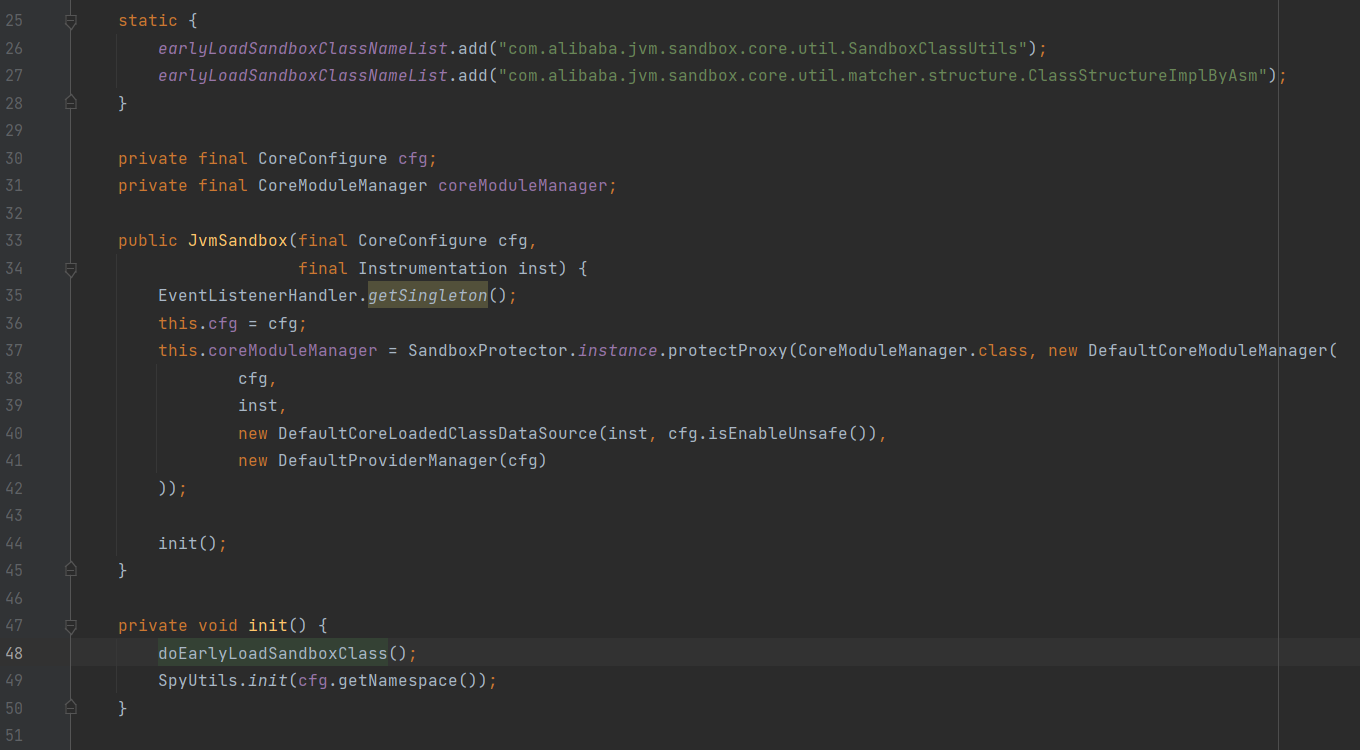 25 static {
26 earlyLoadSandboxClassNameList.add("com.alibaba.jvm.sandbox.core.util.SandboxClassUtils");
27 earlyLoadSandboxClassNameList.add("com.alibaba.jvm.sandbox.core.util.matcher.structure.ClassStructureImplByAsm");
28 }
29
30 private final CoreConfigure cfg;
31 private final CoreModuleManager coreModuleManager;
32
33 public JvmSandbox(final CoreConfigure cfg,
34 final Instrumentation inst) {
35 EventListenerHandler.getSingleton();
36 this.cfg = cfg;
37 this.coreModuleManager = SandboxProtector.instance.protectProxy(CoreModuleManager.class, new DefaultCoreModuleManager(
38 cfg,
39 inst,
40 new DefaultCoreLoadedClassDataSource(inst, cfg.isEnableUnsafe()),
41 new DefaultProviderManager(cfg)
42 ));
43
44 init();
45 }
46
47 private void init() {
48 doEarlyLoadSandboxClass();
49 SpyUtils.init(cfg.getNamespace());
50 }
51